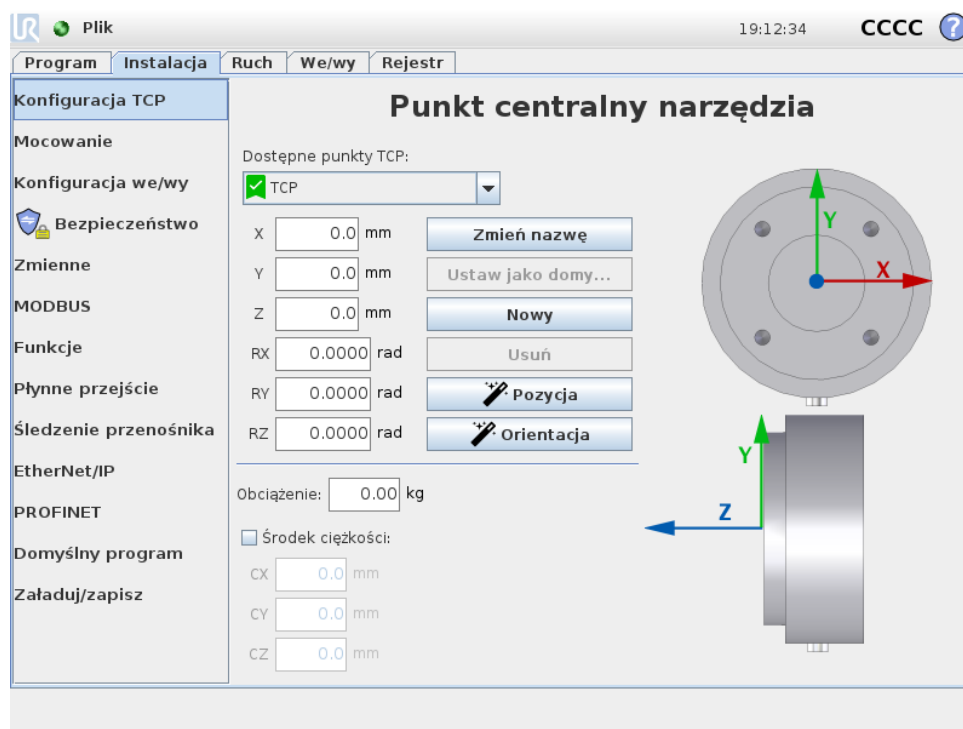 UR Plik 19:12:34 CCCC ?
Program Instalacja Ruch We/wy Rejestr
Konfiguracja TCP
Mocowanie
Konfiguracja we/wy
Bezpieczeństwo
Zmienne
MODBUS
Funkcje
Płynne przejście
Śledzenie przenośnika
EtherNet/IP
PROFINET
Domyślny program
Załaduj/zapisz
Punkt centralny narzędzia
Dostępne punkty TCP:
TCP
X 0.0 mm Zmień nazwę
Y 0.0 mm Ustaw jako domy...
Z 0.0 mm Nowy
RX 0.0000 rad Usuń
RY 0.0000 rad Pozycja
RZ 0.0000 rad Orientacja
Obciążenie: 0.00 kg
Środek ciężkości:
CX 0.0 mm
CY 0.0 mm
CZ 0.0 mm
Y
X
Y
Z